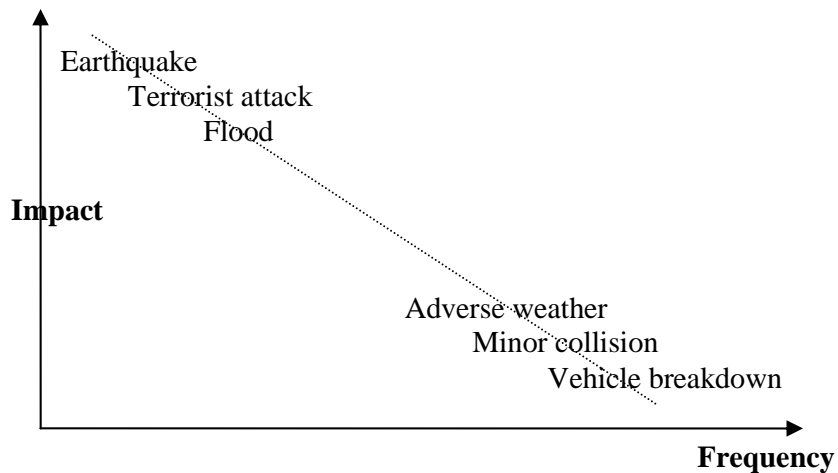 Earthquake
Terrorist attack
Flood
Impact
Adverse weather
Minor collision
Vehicle breakdown
Frequency